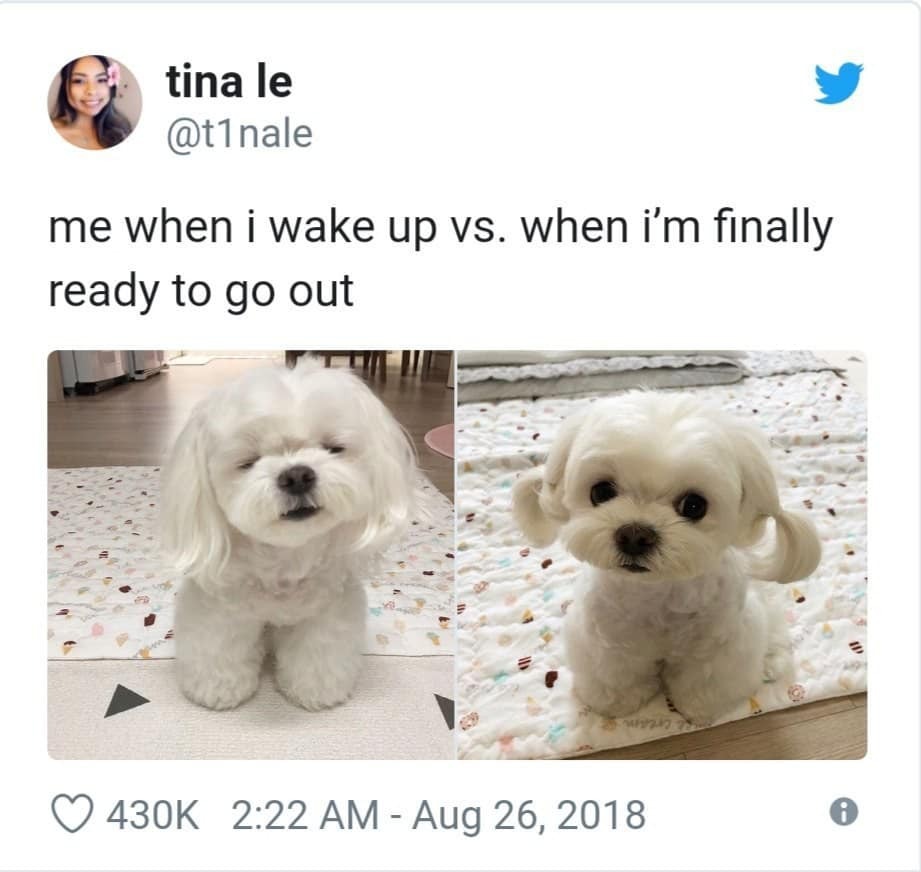 tina le
@t1nale
me when i wake up vs. when i’m finally
ready to go out
430K 2:22 AM - Aug 26, 2018